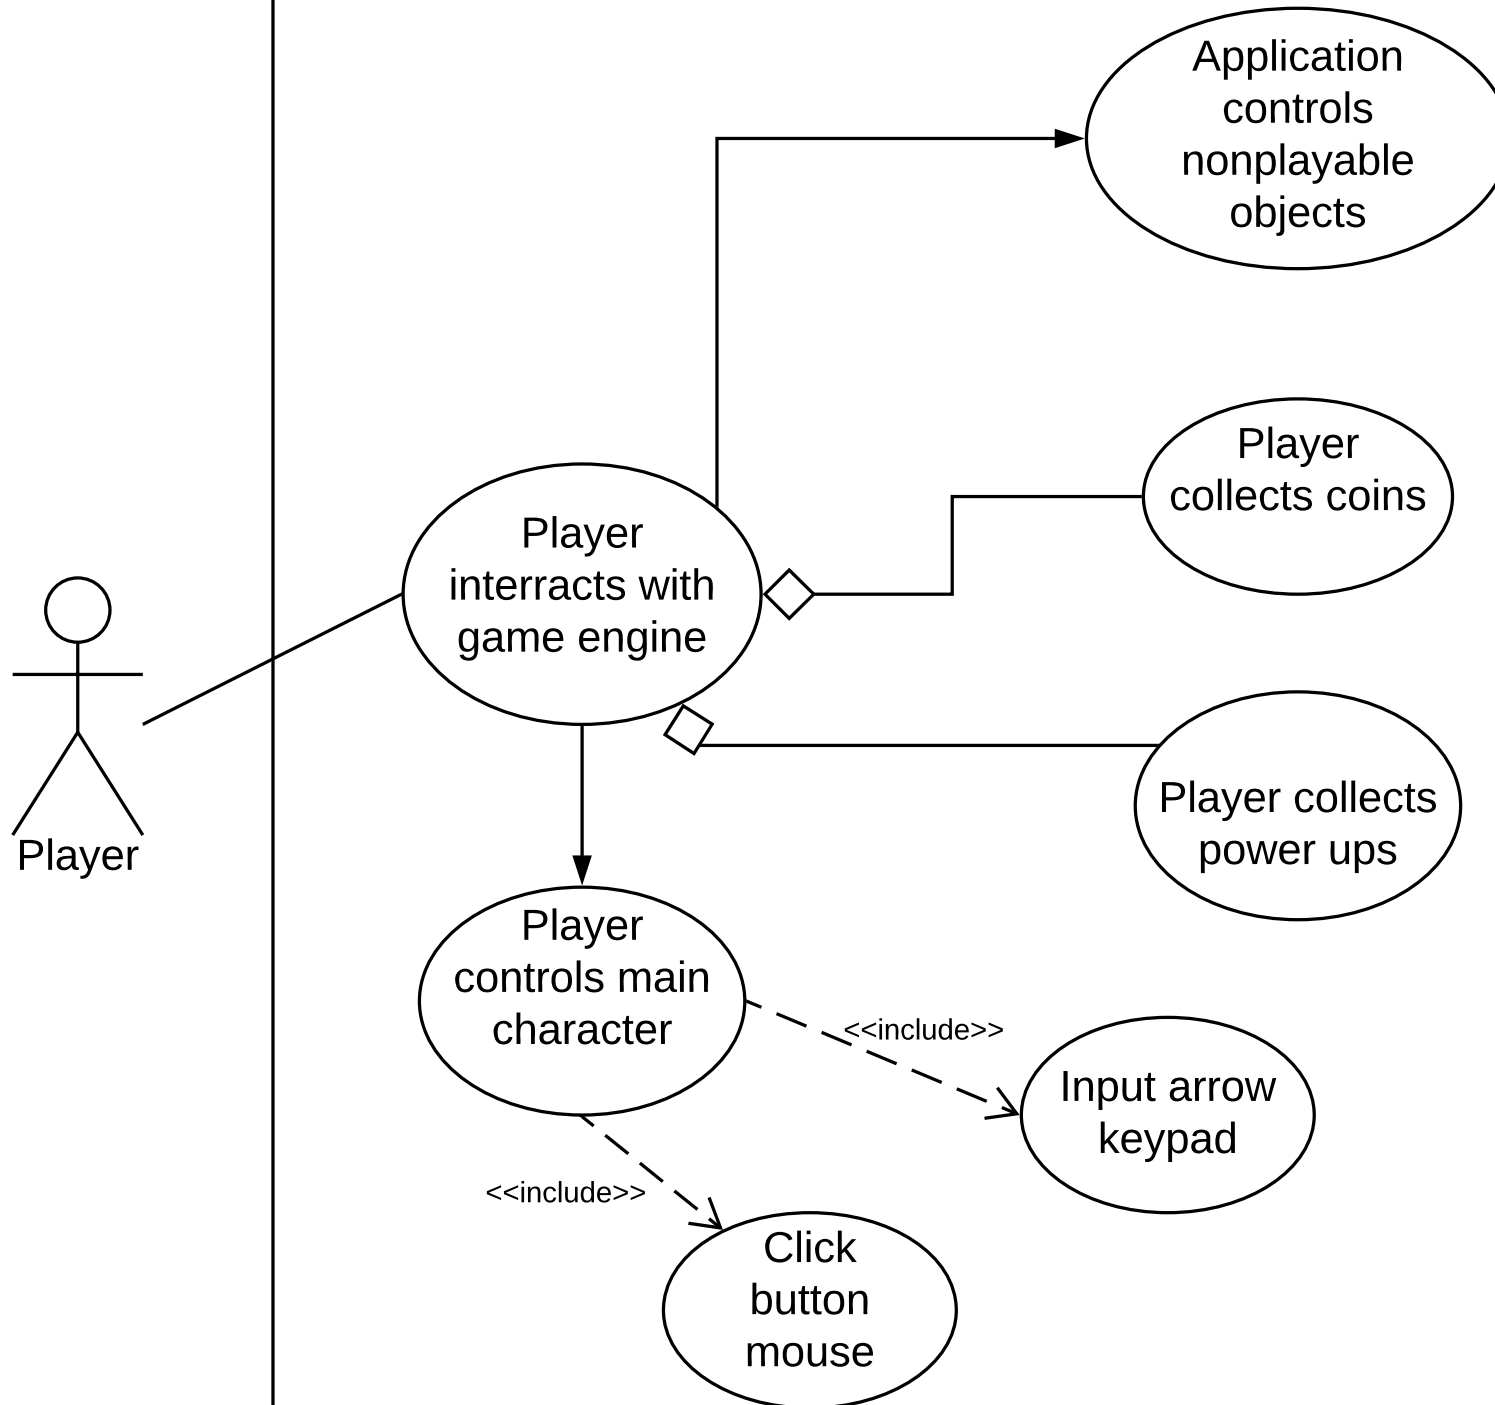 Application
controls
nonplayable
objects
Player
collects coins
Player
interracts with
game engine
Player collects
power ups
Player
Player
controls main
character
<<include>>
Input arrow
keypad
<<include>>
Click
button
mouse